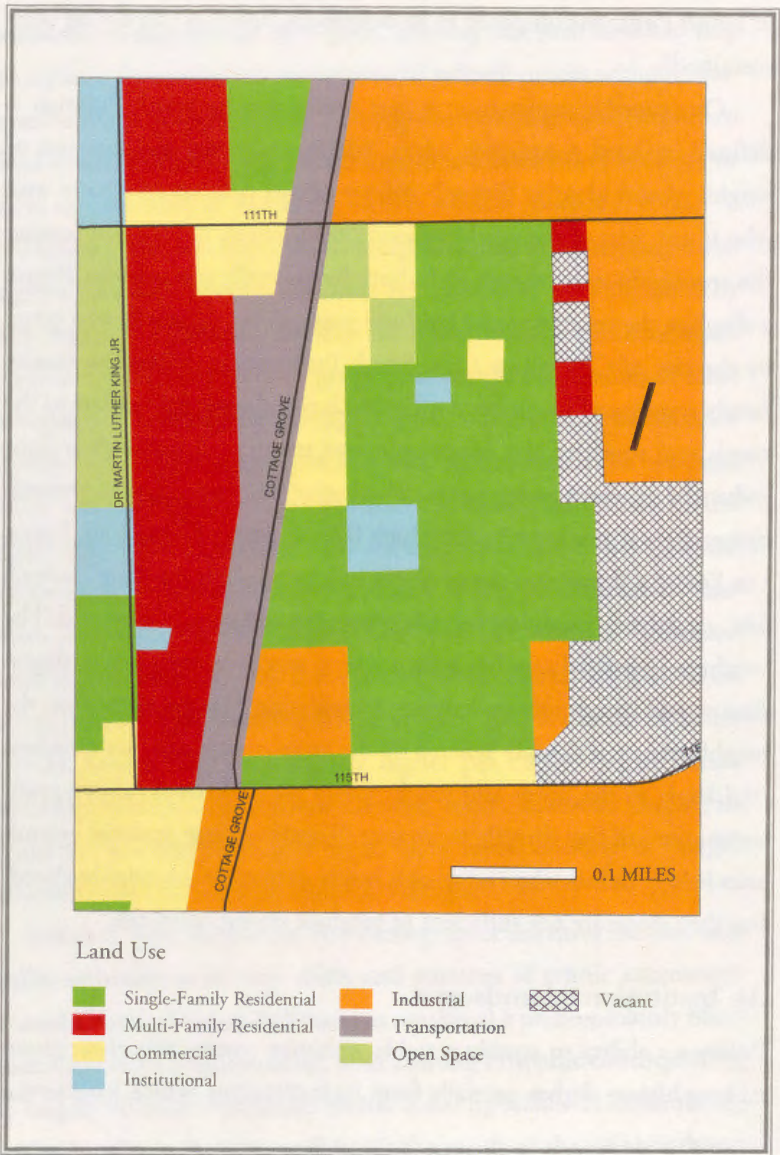 111TH
DR MARTIN LUTHER KING JR
COTTAGE GROVE
115TH
COTTAGE GROVE
0.1 MILES
Land Use
Single-Family Residential
Multi-Family Residential
Commercial
Institutional
Industrial
Transportation
Open Space
Vacant